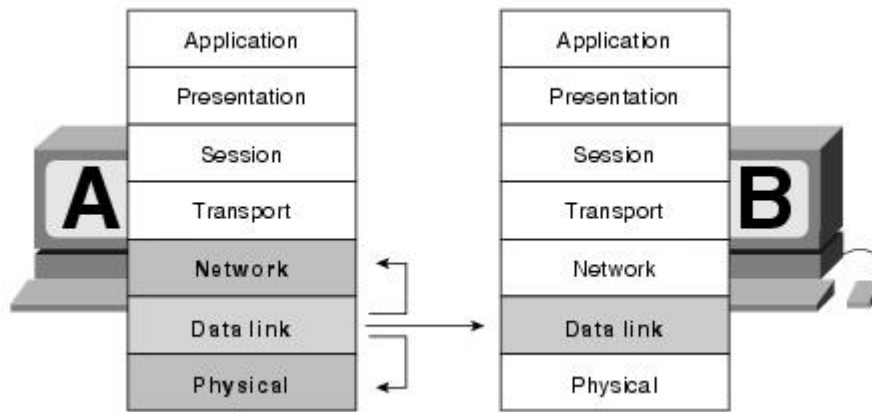 Application
Presentation
Session
Transport
Network
Data link
Physical
A
Application
Presentation
Session
Transport
Network
Data link
Physical
B